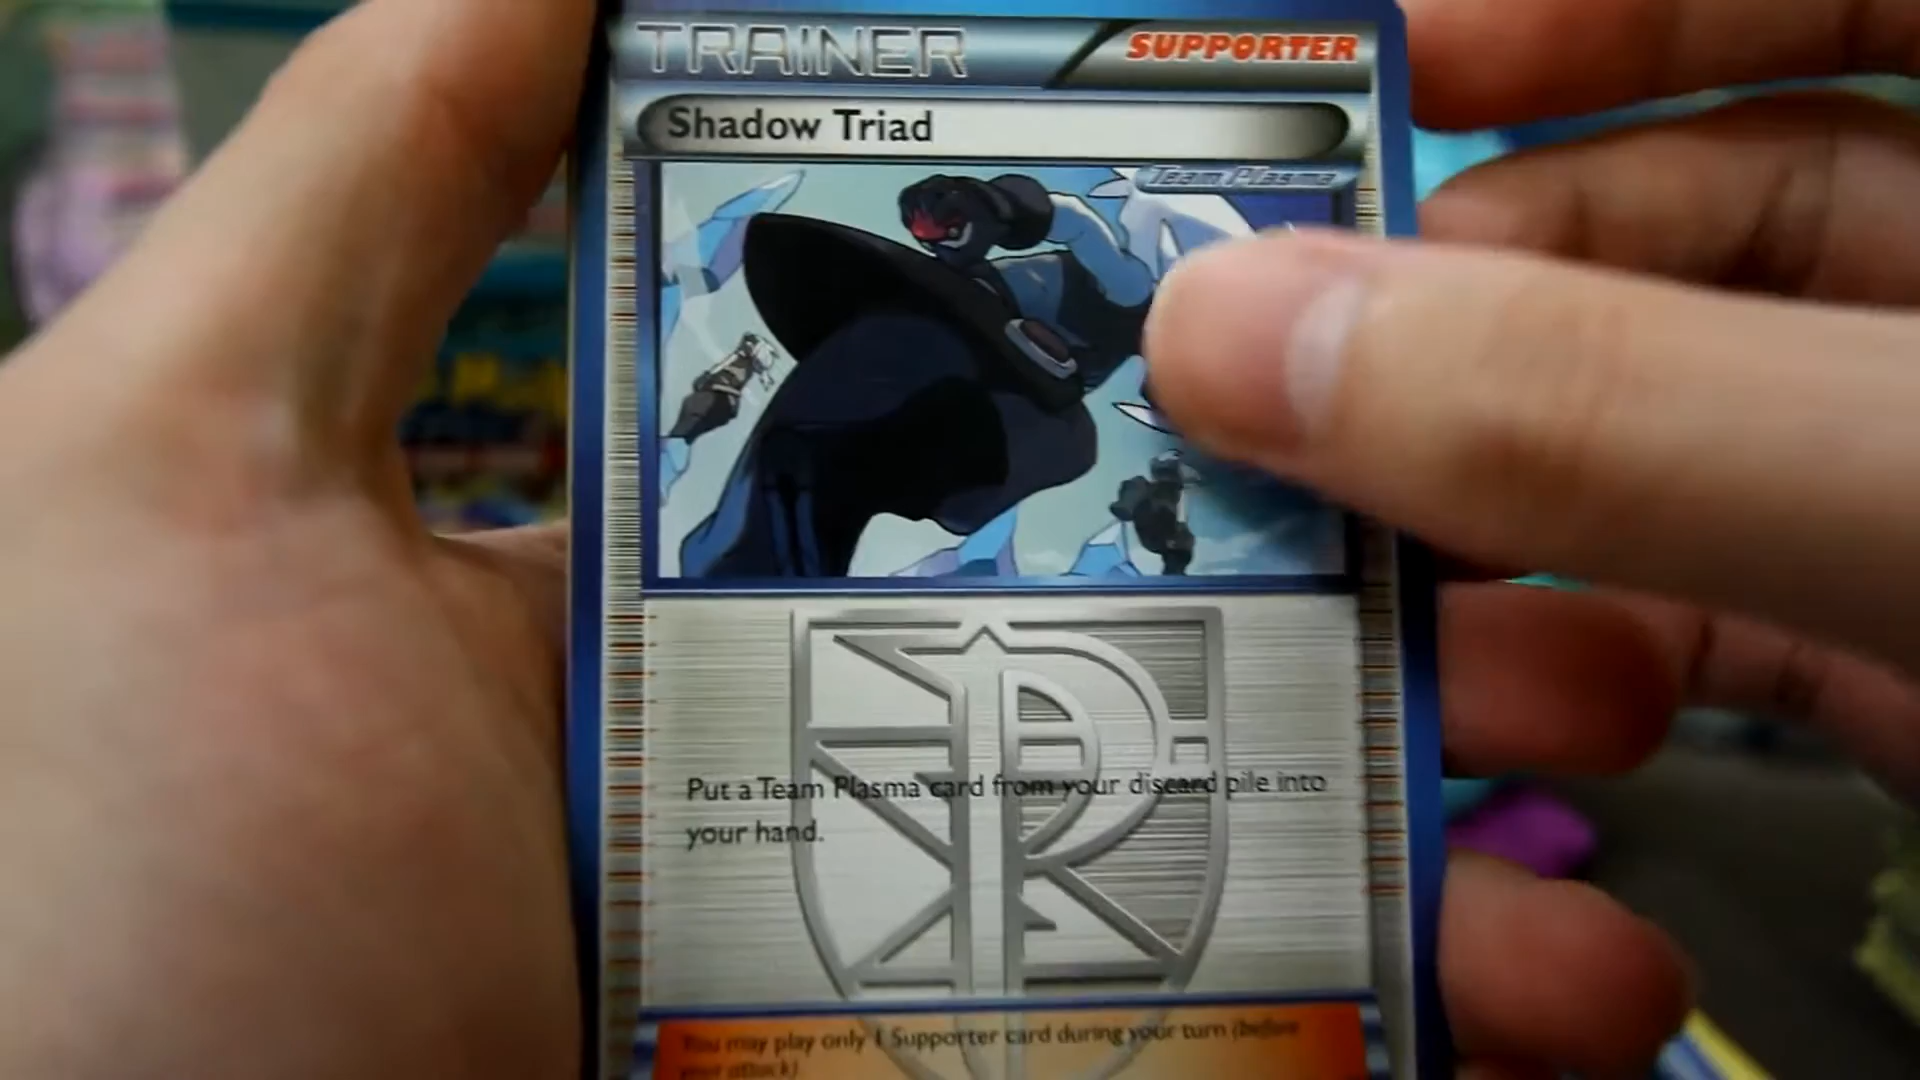 TRAINER SUPPORTER
Shadow Triad
Team Plasma
Put a Team Plasma card from your discard pile into
your hand.
You may play only 1 Supporter card during your turn (before
your attack)